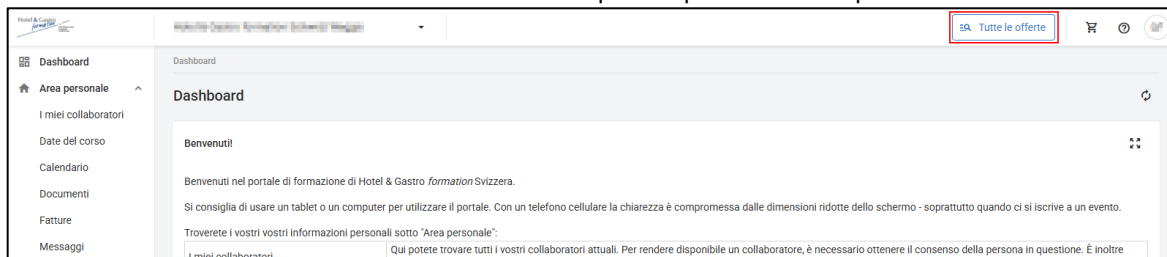 Hotel & Gastro
formation
Tutte le offerte
Dashboard
Area personale
I miei collaboratori
Date del corso
Calendario
Documenti
Fatture
Messaggi
Dashboard
Dashboard
Benvenuti!
Benvenuti nel portale di formazione di Hotel & Gastro formation Svizzera.
Si consiglia di usare un tablet o un computer per utilizzare il portale. Con un telefono cellulare la chiarezza è compromessa dalle dimensioni ridotte dello schermo - soprattutto quando ci si iscrive a un evento.
Troverete i vostri vostri informazioni personali sotto "Area personale":
I miei collaboratori
Qui potete trovare tutti i vostri collaboratori attuali. Per rendere disponibile un collaboratore, è necessario ottenere il consenso della persona in questione. È inoltre